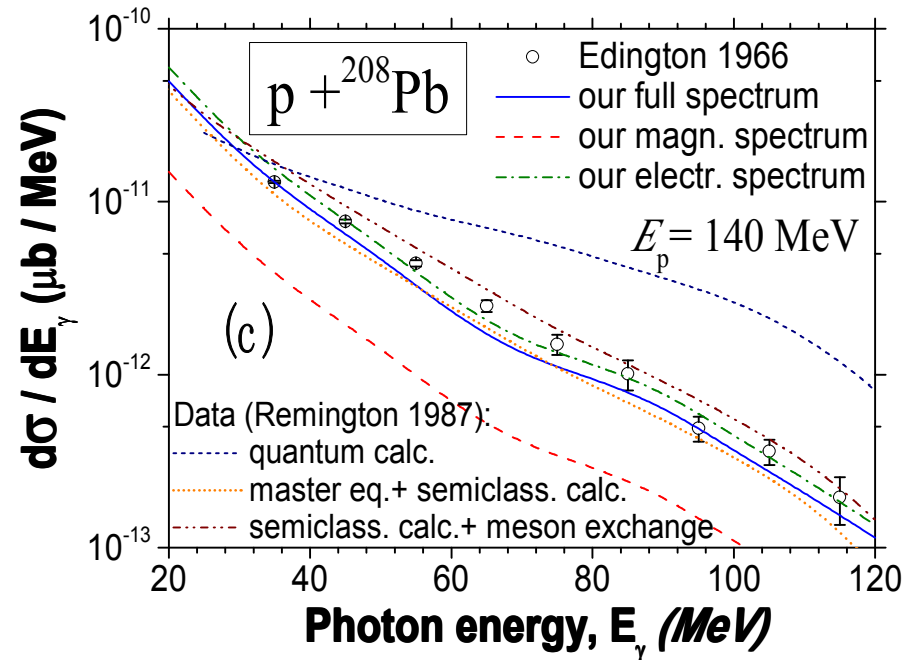 10⁻¹⁰
10⁻¹¹
10⁻¹²
10⁻¹³
dσ / dE_γ (μb / MeV)
p + ²⁰⁸Pb
Edington 1966
our full spectrum
our magn. spectrum
our electr. spectrum
E_p = 140 MeV
(c)
Data (Remington 1987):
quantum calc.
master eq.+ semiclass. calc.
semiclass. calc.+ meson exchange
20 40 60 80 100 120
Photon energy, E_γ (MeV)